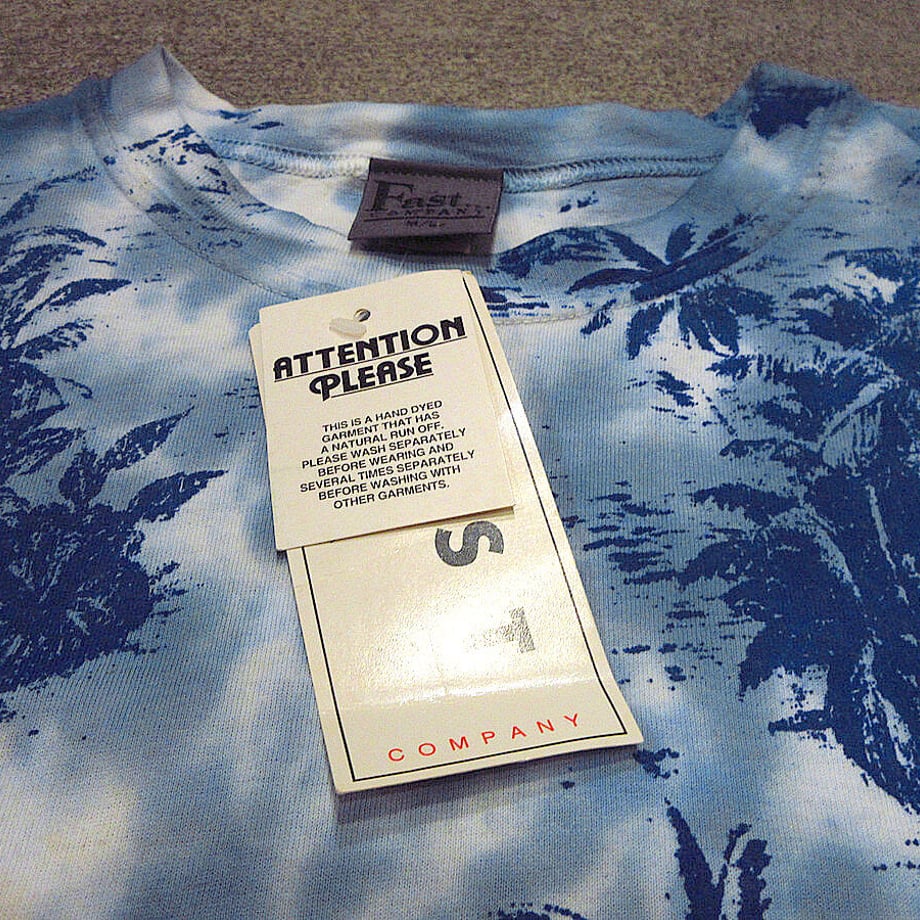 Fast
COMPANY
ATTENTION
PLEASE
THIS IS A HAND DYED
GARMENT THAT HAS
A NATURAL RUN OFF.
PLEASE WASH SEPARATELY
BEFORE WEARING AND
SEVERAL TIMES SEPARATELY
BEFORE WASHING WITH
OTHER GARMENTS.
S
T
COMPANY